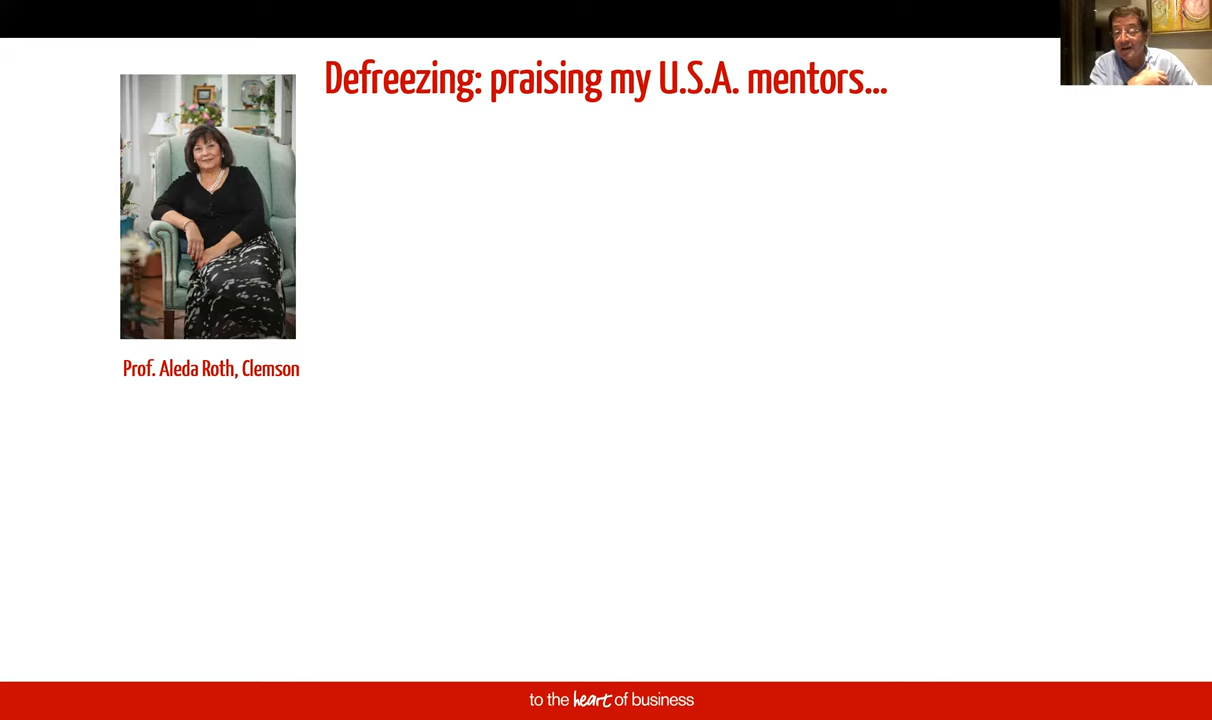 Defreezing: praising my U.S.A. mentors...
Prof. Aleda Roth, Clemson
to the heart of business